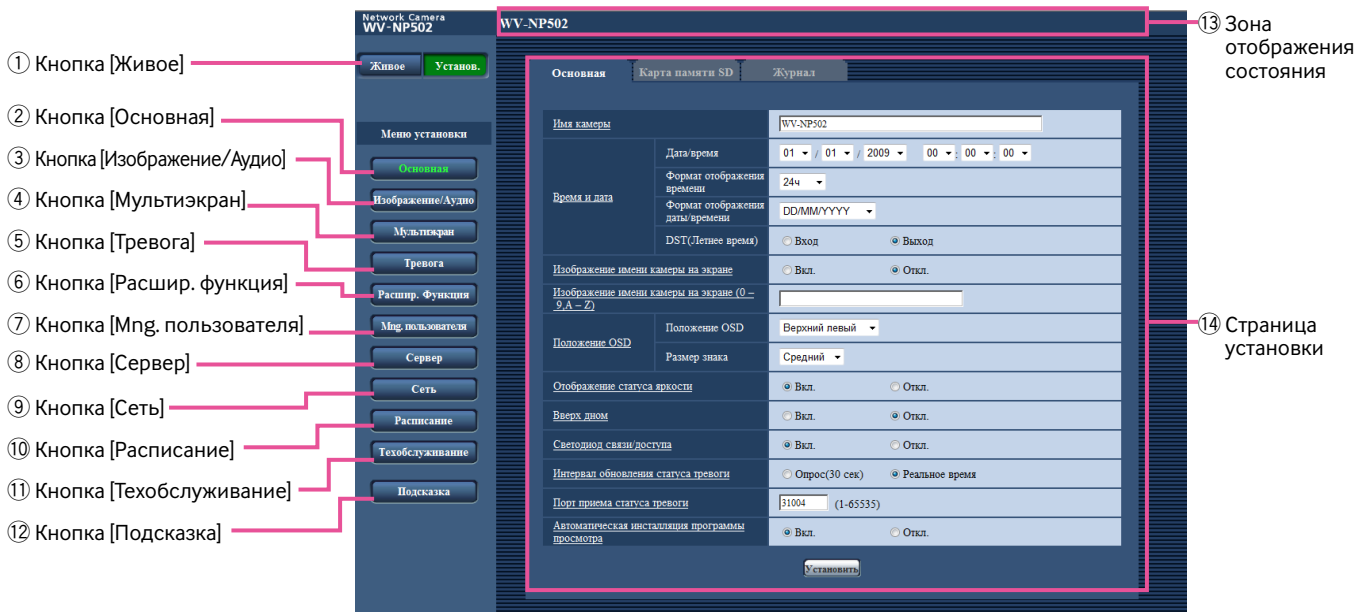 ① Кнопка [Живое]
② Кнопка [Основная]
③ Кнопка [Изображение/Аудио]
④ Кнопка [Мультиэкран]
⑤ Кнопка [Тревога]
⑥ Кнопка [Расшир. функция]
⑦ Кнопка [Mng. пользователя]
⑧ Кнопка [Сервер]
⑨ Кнопка [Сеть]
⑩ Кнопка [Расписание]
⑪ Кнопка [Техобслуживание]
⑫ Кнопка [Подсказка]
Network Camera
WV-NP502
Живое Установ.
Меню установки
Основная
Изображение/Аудио
Мультиэкран
Тревога
Расшир. Функция
Mng. пользователя
Сервер
Сеть
Расписание
Техобслуживание
Подсказка
WV-NP502
Основная Карта памяти SD Журнал
Имя камеры WV-NP502
Время и дата
Дата/время 01 / 01 / 2009 00 : 00 : 00
Формат отображения
времени
24ч
Формат отображения
даты/времени
DD/MM/YYYY
DST(Летнее время) Вход Выход
Изображение имени камеры на экране Вкл. Откл.
Изображение имени камеры на экране (0 –
9,A – Z)
Положение OSD
Положение OSD Верхний левый
Размер знака Средний
Отображение статуса яркости Вкл. Откл.
Вверх дном Вкл. Откл.
Светодиод связи/доступа Вкл. Откл.
Интервал обновления статуса тревоги Опрос(30 сек) Реальное время
Порт приема статуса тревоги 31004 (1-65535)
Автоматическая инсталляция программы
просмотра
Вкл. Откл.
Установить
⑬ Зона
отображения
состояния
⑭ Страница
установки